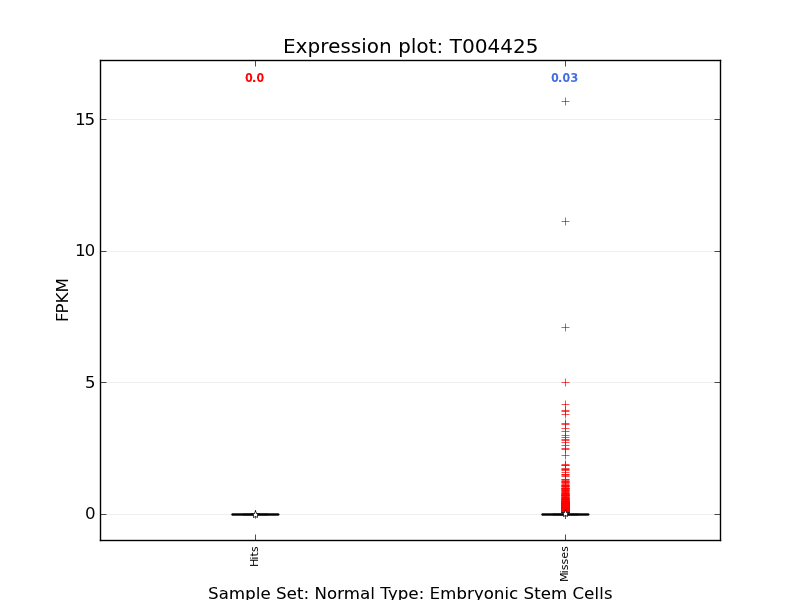 Expression plot: T004425
0.0
0.03
15
10
5
0
FPKM
Hits
Misses
Sample Set: Normal Type: Embryonic Stem Cells